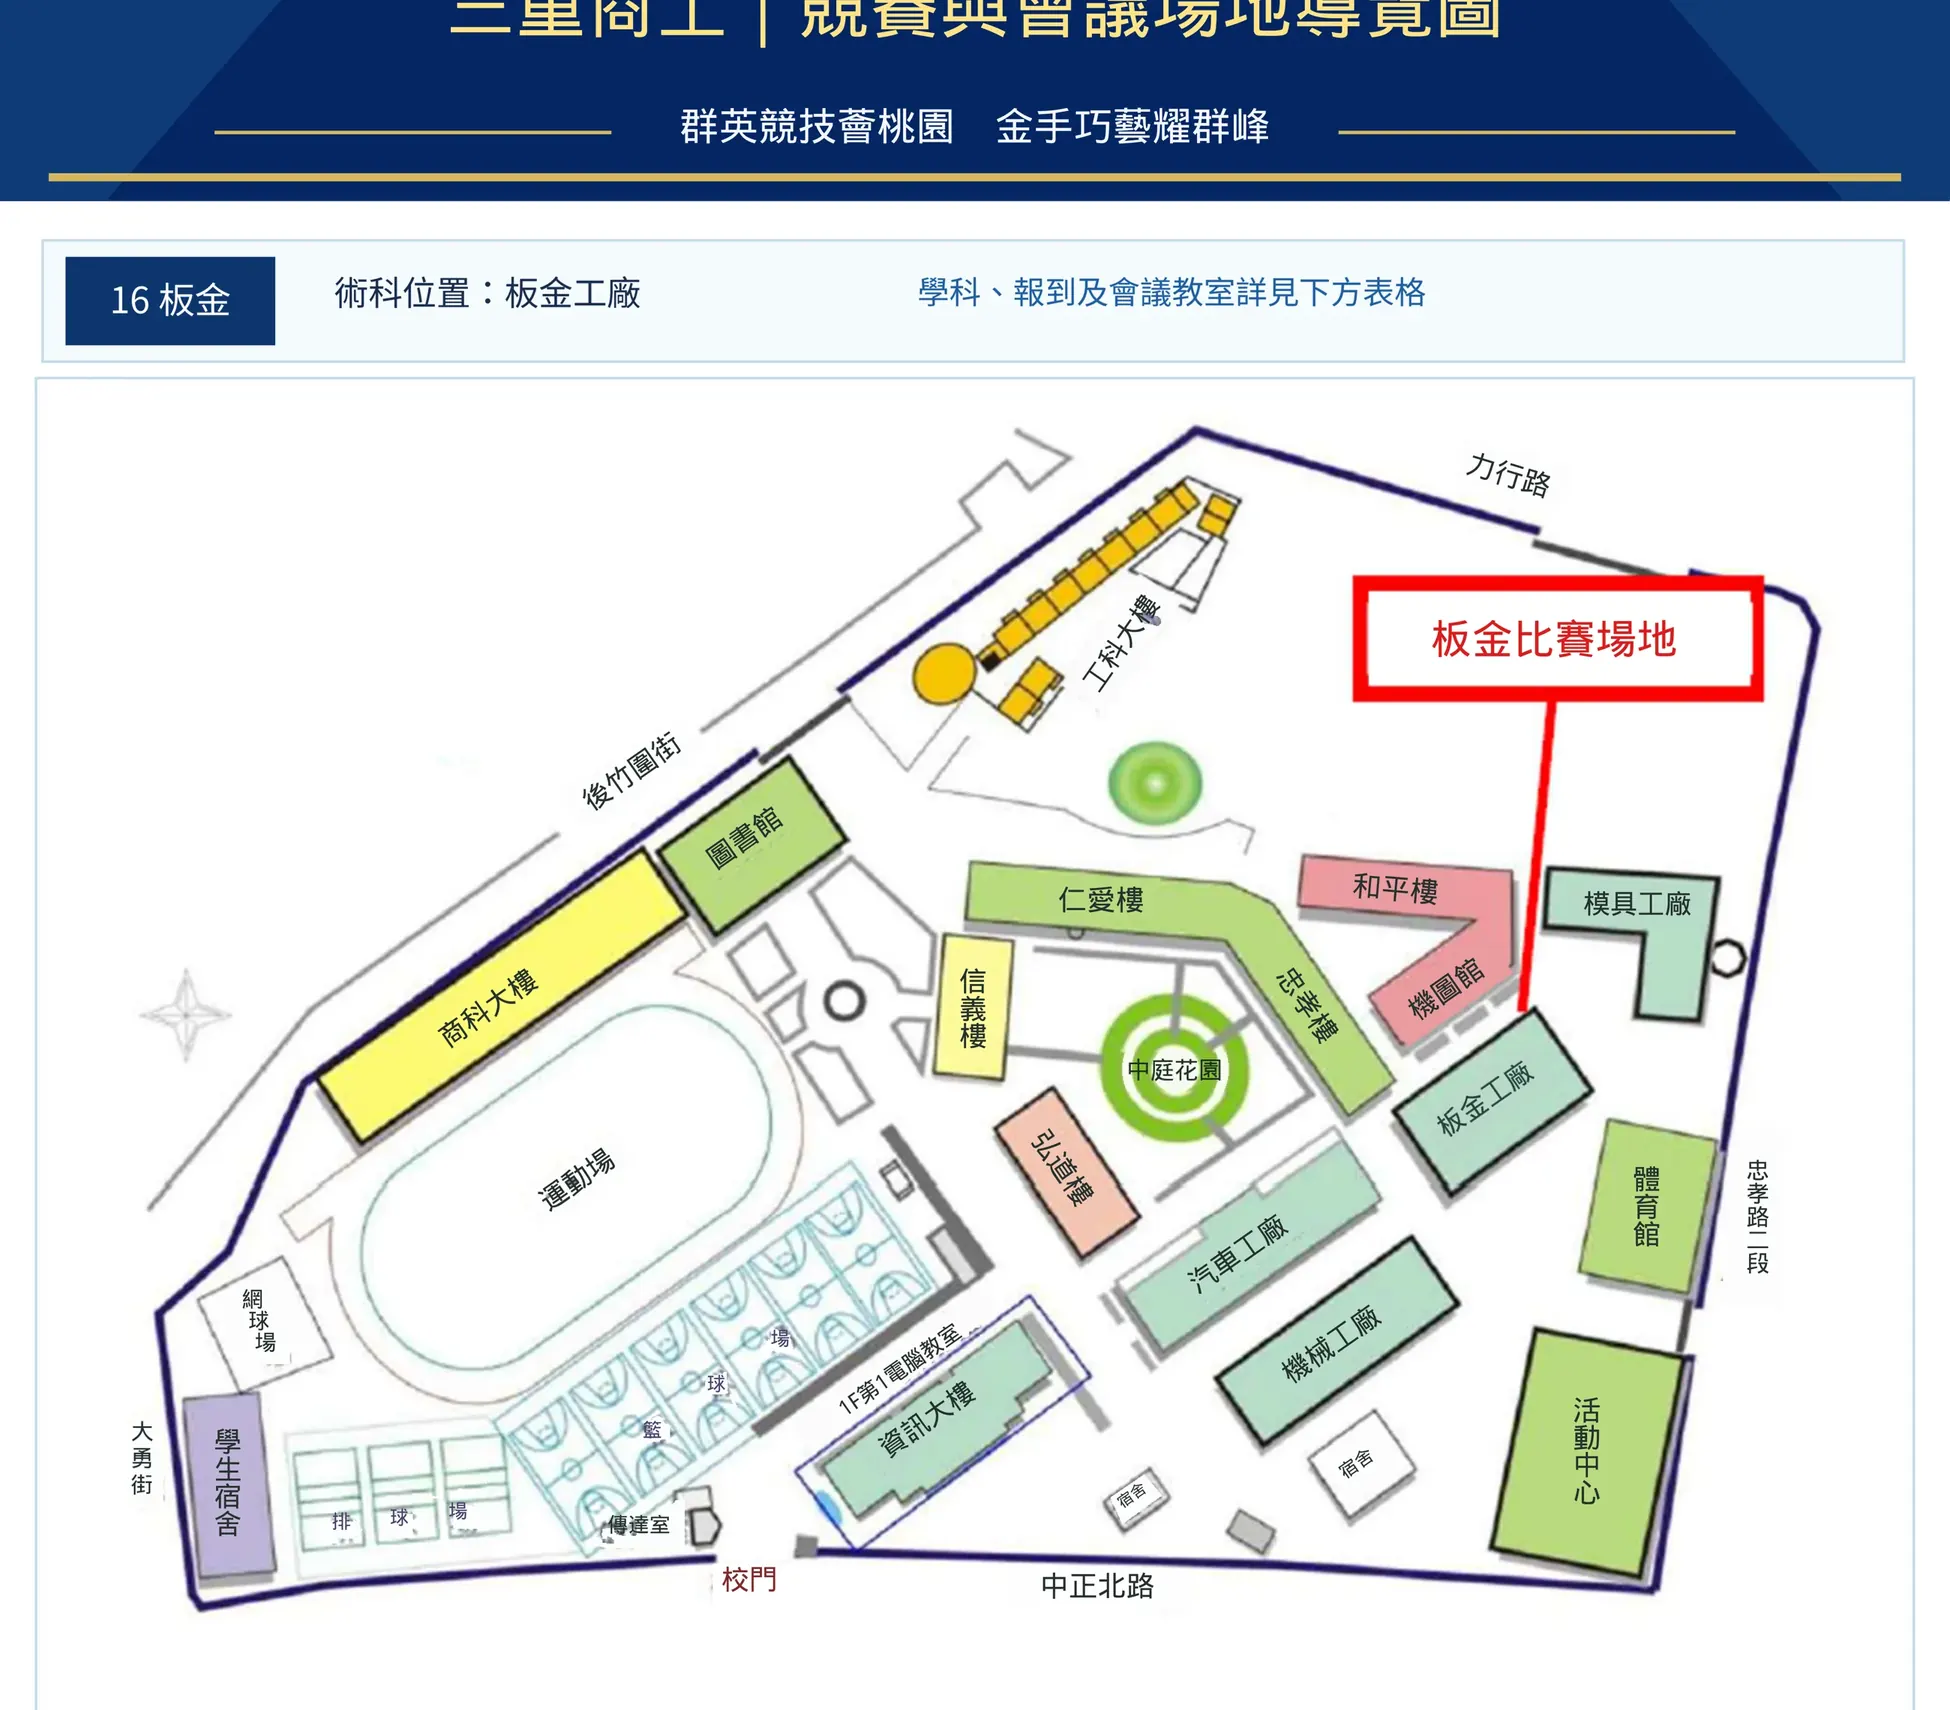 三重商工｜競賽與會議場地導覽圖
群英競技薈桃園　金手巧藝耀群峰
16 板金
術科位置：板金工廠
學科、報到及會議教室詳見下方表格
力行路
板金比賽場地
工科大樓
後竹圍街
圖書館
仁愛樓
和平樓
模具工廠
商科大樓
信義樓
忠孝樓
機圖館
中庭花園
板金工廠
弘道樓
運動場
體育館
忠孝路二段
汽車工廠
網球場
機械工廠
1F第1電腦教室
資訊大樓
籃球場
大勇街
學生宿舍
排球場
活動中心
宿舍
宿舍
傳達室
校門
中正北路